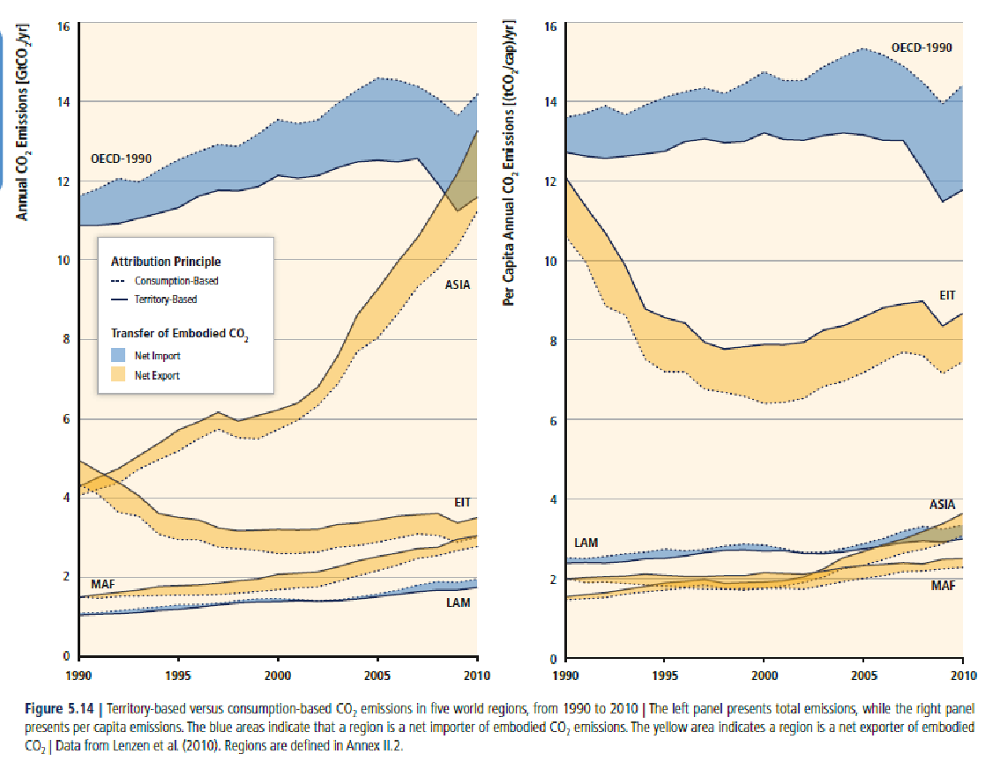 Annual CO2 Emissions [GtCO2/yr]
16
14
12
10
8
6
4
2
0
1990
1995
2000
2005
2010
OECD-1990
ASIA
EIT
MAF
LAM
Attribution Principle
Consumption-Based
Territory-Based
Transfer of Embodied CO2
Net Import
Net Export
Per Capita Annual CO2 Emissions [(tCO2/cap)/yr]
16
14
12
10
8
6
4
2
0
1990
1995
2000
2005
2010
OECD-1990
EIT
ASIA
LAM
MAF
Figure 5.14 | Territory-based versus consumption-based CO2 emissions in five world regions, from 1990 to 2010 | The left panel presents total emissions, while the right panel
presents per capita emissions. The blue areas indicate that a region is a net importer of embodied CO2 emissions. The yellow area indicates a region is a net exporter of embodied
CO2 | Data from Lenzen et al. (2010). Regions are defined in Annex II.2.